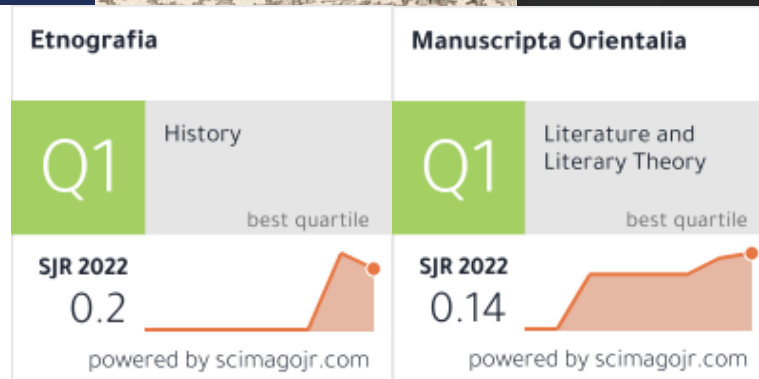 Etnografia
Q1
History
best quartile
SJR 2022
0.2
powered by scimagojr.com
Manuscripta Orientalia
Q1
Literature and
Literary Theory
best quartile
SJR 2022
0.14
powered by scimagojr.com